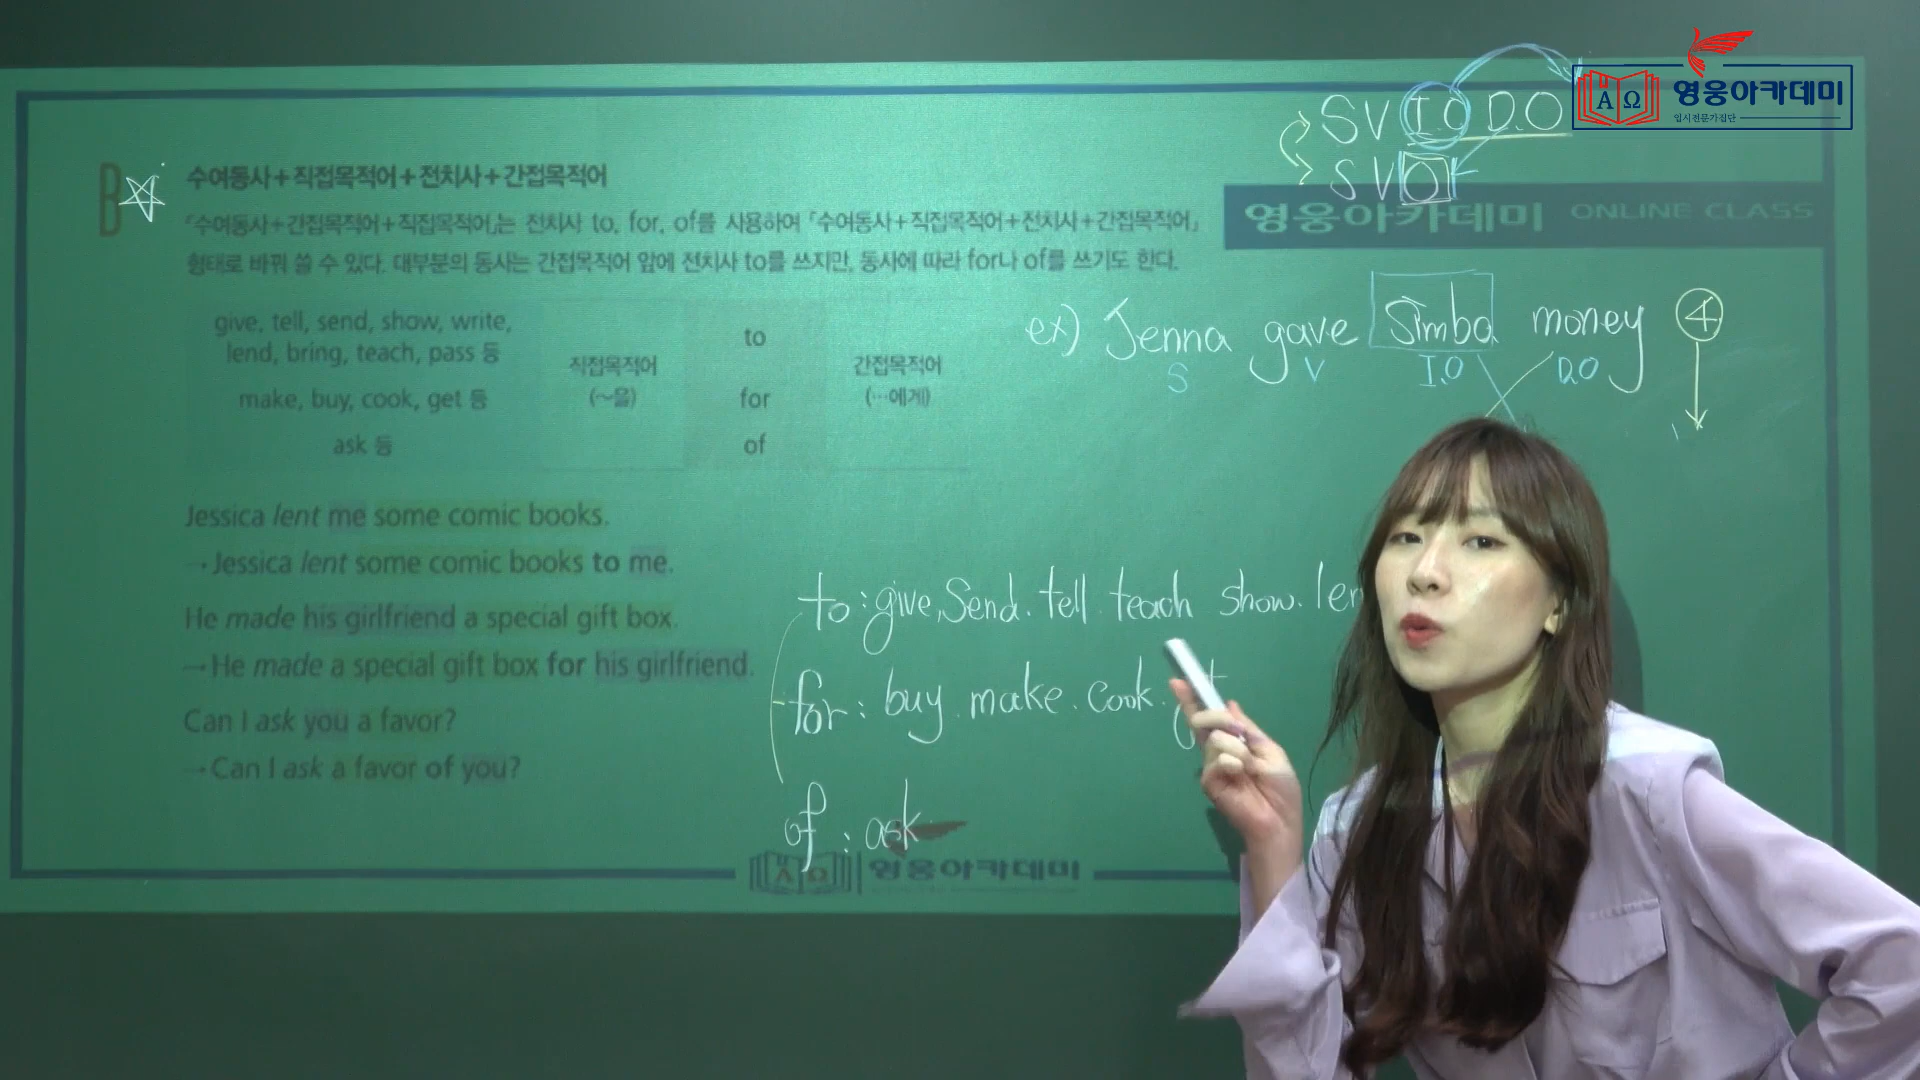 영웅아카데미
입시전문가집단
S V I.O D.O
S V O
B 수여동사+직접목적어+전치사+간접목적어
「수여동사+간접목적어+직접목적어」는 전치사 to, for, of를 사용하여 「수여동사+직접목적어+전치사+간접목적어」
형태로 바꿔 쓸 수 있다. 대부분의 동사는 간접목적어 앞에 전치사 to를 쓰지만, 동사에 따라 for나 of를 쓰기도 한다.
영웅아카데미 ONLINE CLASS
give, tell, send, show, write,
lend, bring, teach, pass 등
make, buy, cook, get 등
ask 등
직접목적어
(~을)
to
for
of
간접목적어
(…에게)
ex) Jenna gave Simba money ④
S V I.O D.O
Jessica lent me some comic books.
→Jessica lent some comic books to me.
He made his girlfriend a special gift box.
→He made a special gift box for his girlfriend.
Can I ask you a favor?
→Can I ask a favor of you?
to : give, Send. tell. teach show.
for : buy. make. cook.
of : ask
영웅아카데미